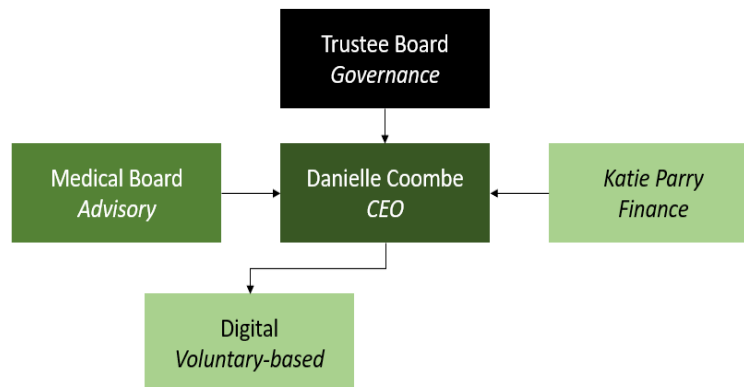 Trustee Board
Governance
Medical Board
Advisory
Danielle Coombe
CEO
Katie Parry
Finance
Digital
Voluntary-based